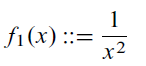 f₁(x) ::= 1/x²